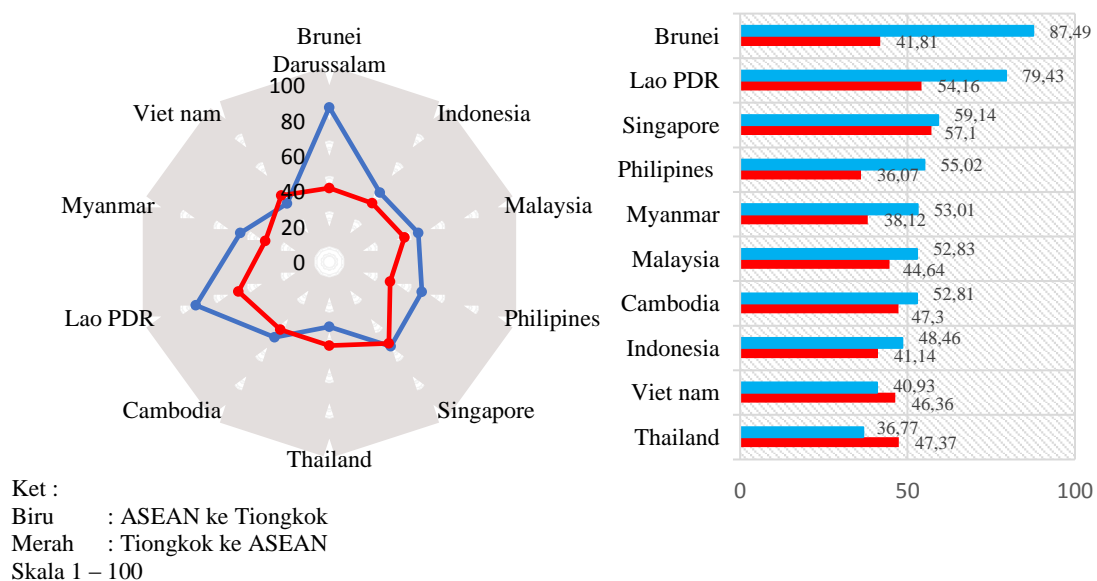 Brunei
Darussalam
Indonesia
Malaysia
Philipines
Singapore
Thailand
Cambodia
Lao PDR
Myanmar
Viet nam
100
80
60
40
20
0
Ket :
Biru : ASEAN ke Tiongkok
Merah : Tiongkok ke ASEAN
Skala 1 – 100
Brunei 87,49
41,81
Lao PDR 79,43
54,16
Singapore 59,14
57,1
Philipines 55,02
36,07
Myanmar 53,01
38,12
Malaysia 52,83
44,64
Cambodia 52,81
47,3
Indonesia 48,46
41,14
Viet nam 40,93
46,36
Thailand 36,77
47,37
0 50 100